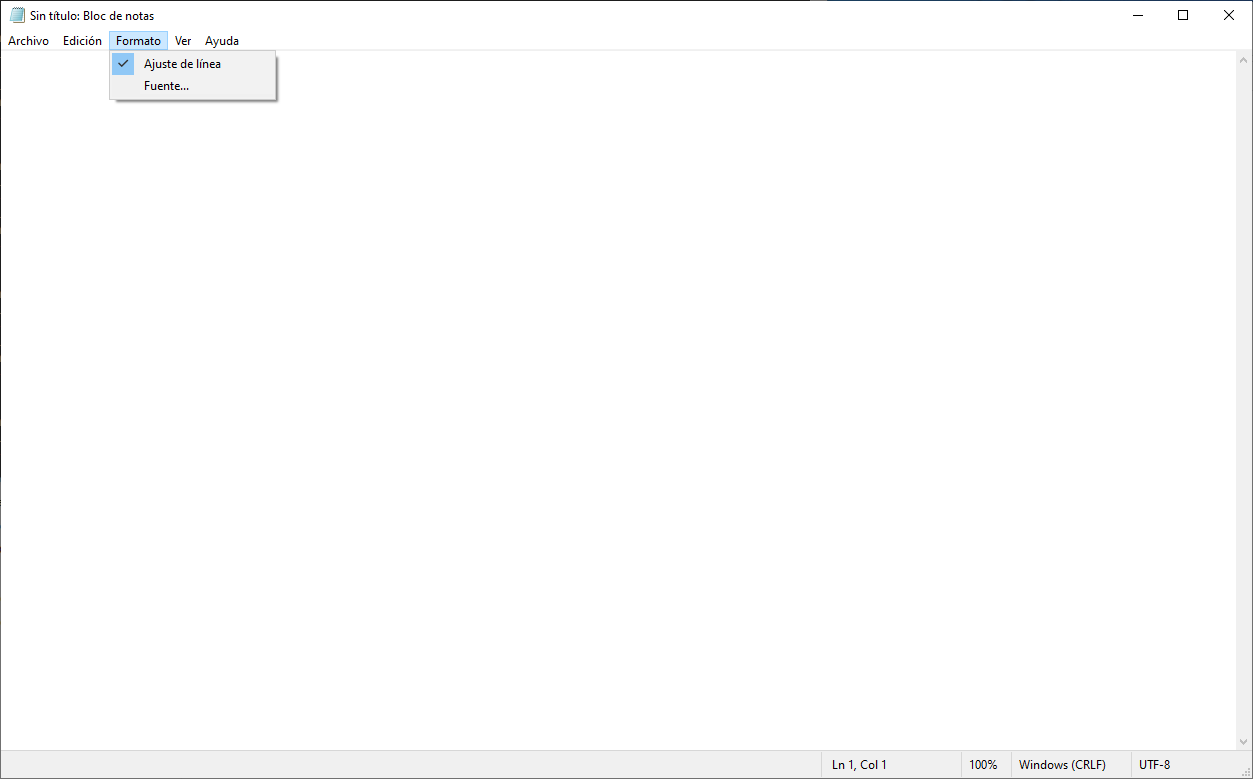 Sin título: Bloc de notas
Archivo Edición Formato Ver Ayuda
Ajuste de línea
Fuente...
Ln 1, Col 1 100% Windows (CRLF) UTF-8